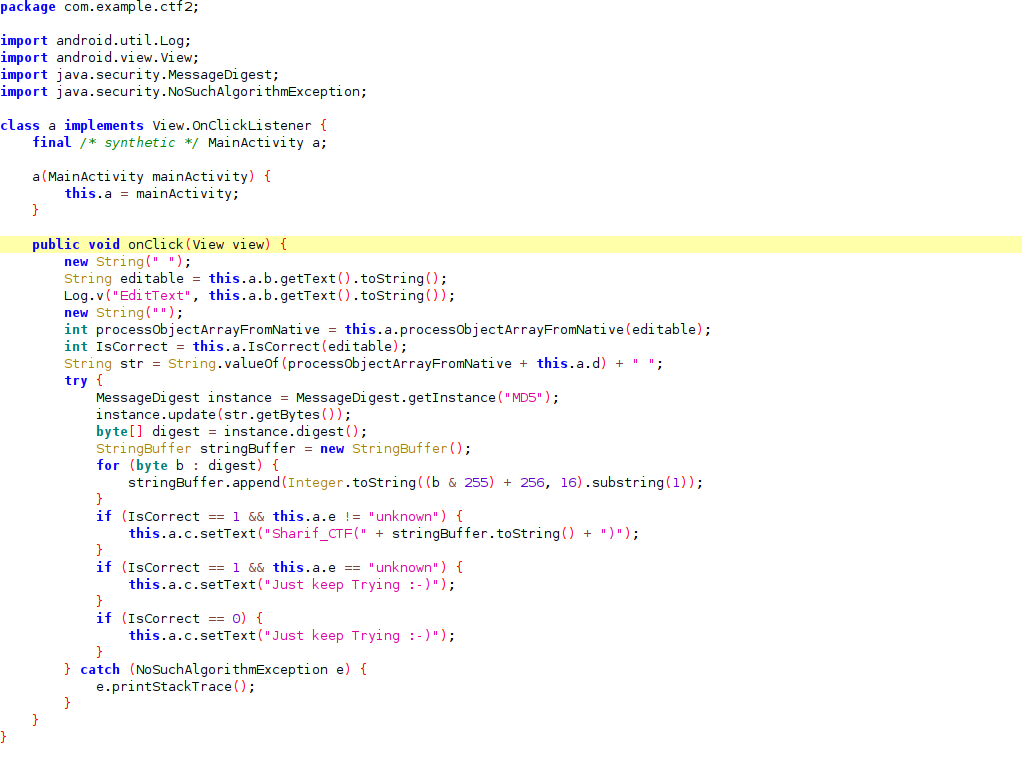 package com.example.ctf2;
import android.util.Log;
import android.view.View;
import java.security.MessageDigest;
import java.security.NoSuchAlgorithmException;
class a implements View.OnClickListener {
    final /* synthetic */ MainActivity a;
    a(MainActivity mainActivity) {
        this.a = mainActivity;
    }
    public void onClick(View view) {
        new String(" ");
        String editable = this.a.b.getText().toString();
        Log.v("EditText", this.a.b.getText().toString());
        new String("");
        int processObjectArrayFromNative = this.a.processObjectArrayFromNative(editable);
        int IsCorrect = this.a.IsCorrect(editable);
        String str = String.valueOf(processObjectArrayFromNative + this.a.d) + " ";
        try {
            MessageDigest instance = MessageDigest.getInstance("MD5");
            instance.update(str.getBytes());
            byte[] digest = instance.digest();
            StringBuffer stringBuffer = new StringBuffer();
            for (byte b : digest) {
                stringBuffer.append(Integer.toString((b & 255) + 256, 16).substring(1));
            }
            if (IsCorrect == 1 && this.a.e != "unknown") {
                this.a.c.setText("Sharif_CTF(" + stringBuffer.toString() + ")");
            }
            if (IsCorrect == 1 && this.a.e == "unknown") {
                this.a.c.setText("Just keep Trying :-)");
            }
            if (IsCorrect == 0) {
                this.a.c.setText("Just keep Trying :-)");
            }
        } catch (NoSuchAlgorithmException e) {
            e.printStackTrace();
        }
    }
}